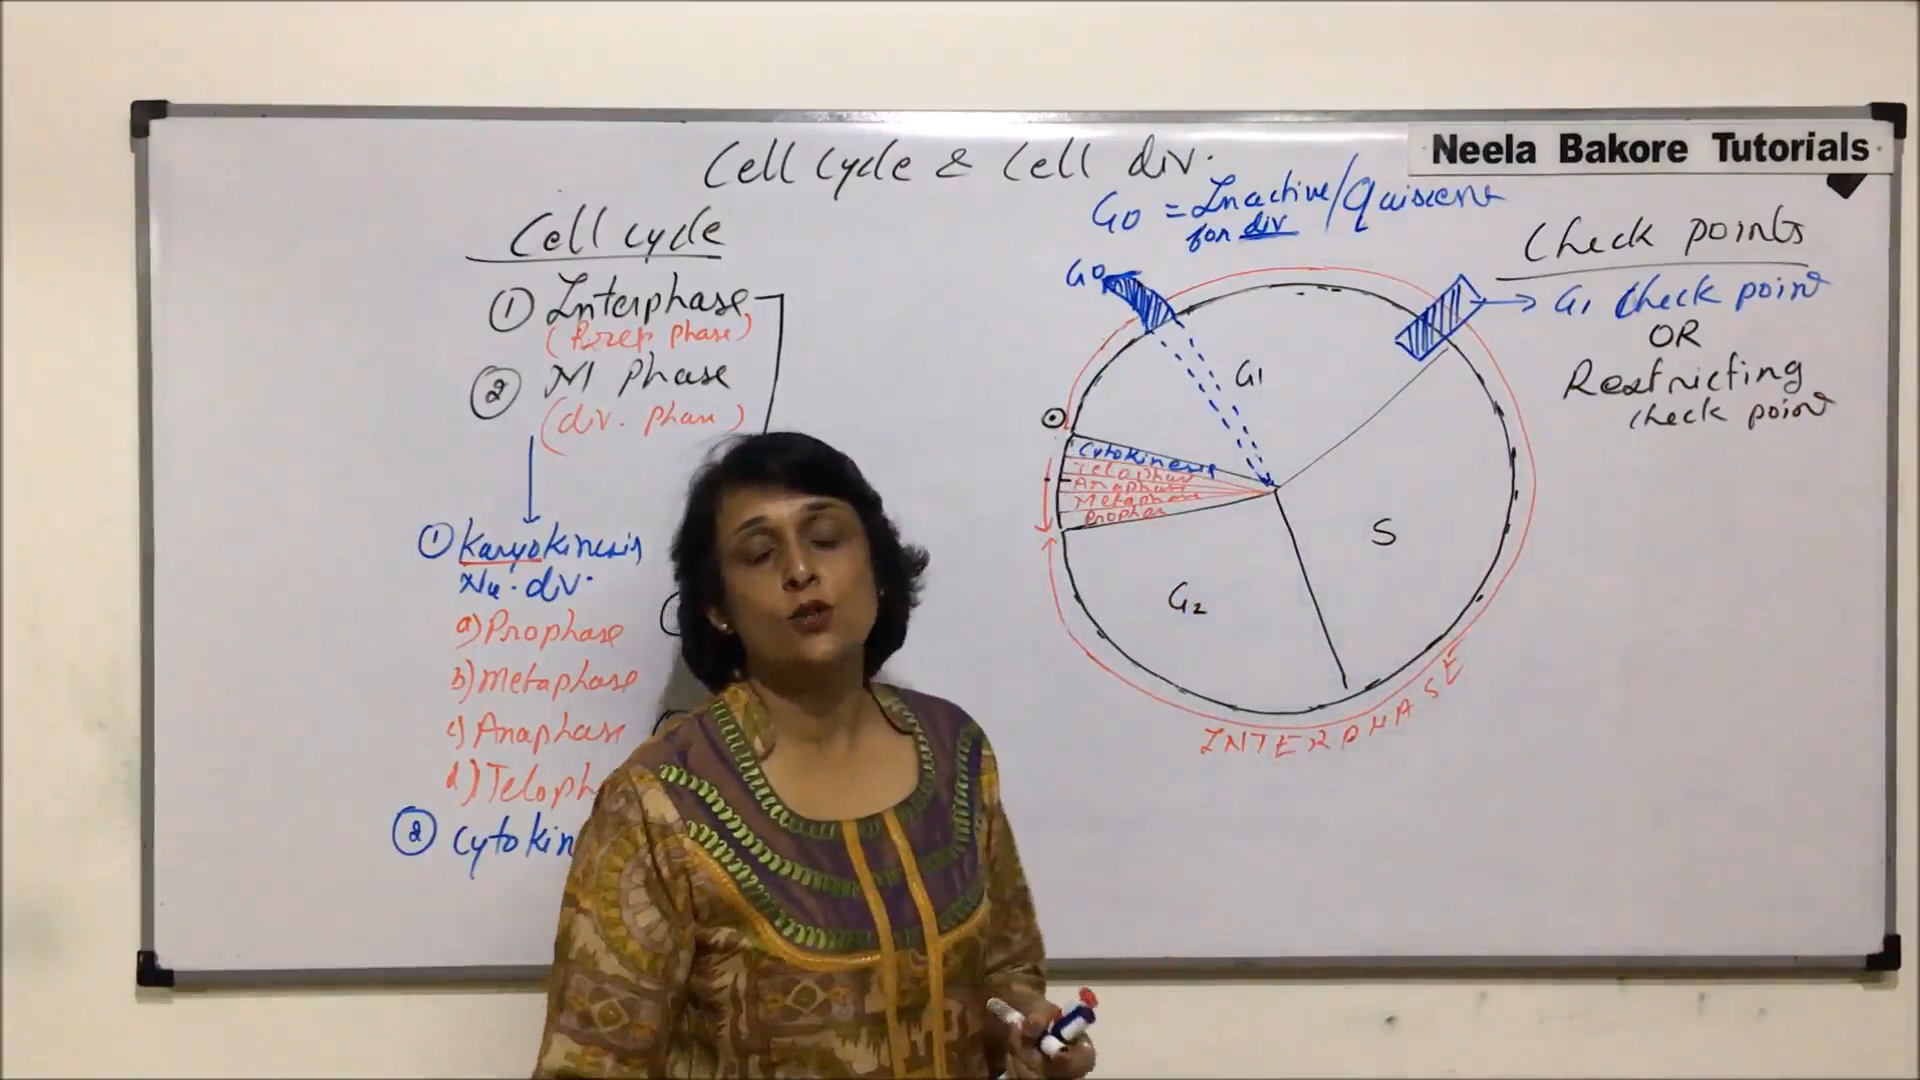 Cell cycle & Cell div.
Neela Bakore Tutorials
Cell cycle
① Interphase
(Prep phase)
② M phase
(div. phase)
① Karyokinesis
Nu. div.
a) Prophase
b) Metaphase
c) Anaphase
d) Teloph
② Cytokin
G0 = Inactive/Quiscent
for div
G0
G1
Cytokinesis
Telophase
Anaphase
Metaphase
Prophase
S
G2
INTERPHASE
Check points
→ G1 Check point
OR
Restricting
check point